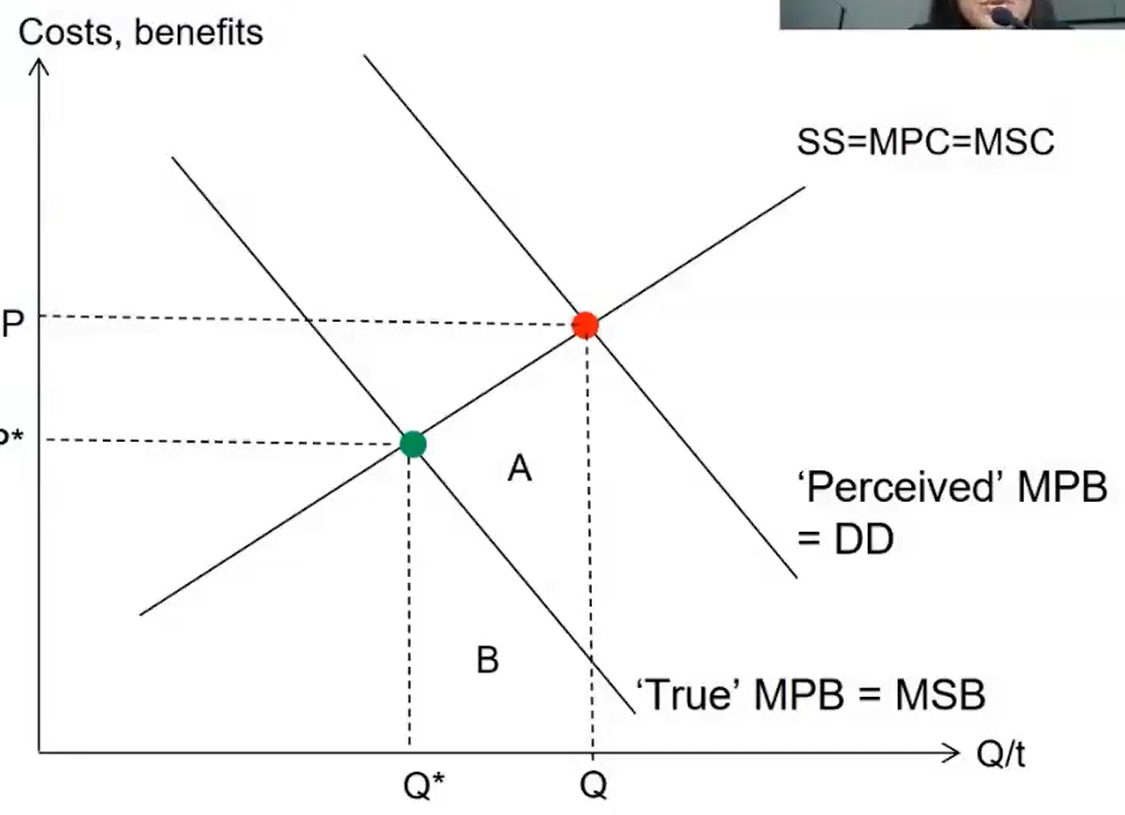 Costs, benefits
SS=MPC=MSC
P
P*
A
‘Perceived’ MPB
= DD
B
‘True’ MPB = MSB
Q/t
Q*
Q